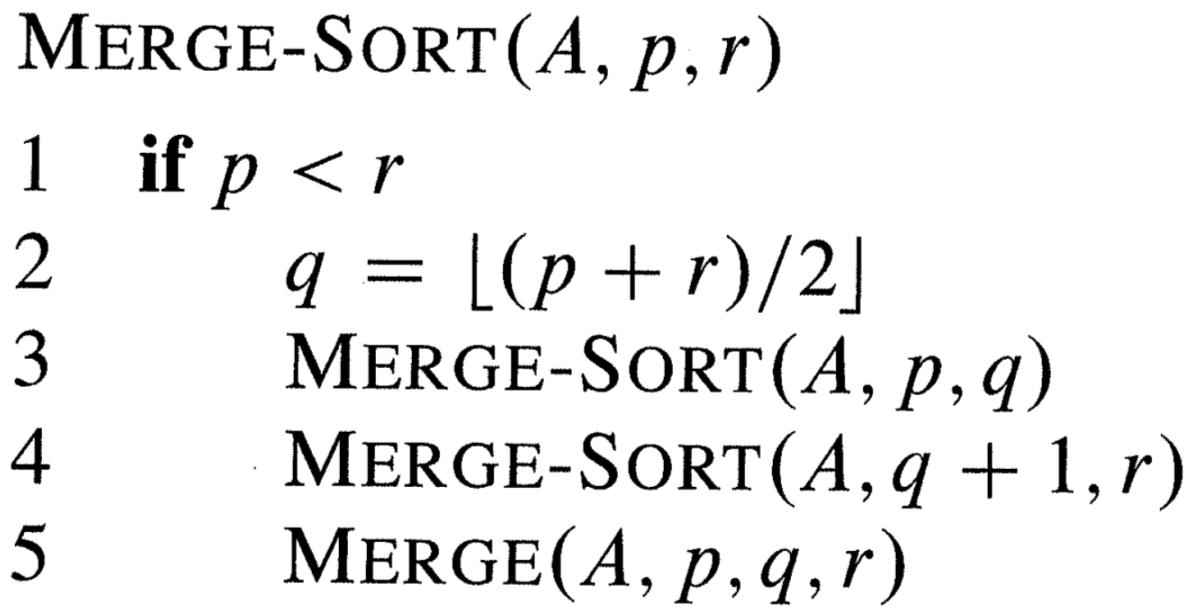 MERGE-SORT(A, p, r)
1 if p < r
2 q = ⌊(p + r)/2⌋
3 MERGE-SORT(A, p, q)
4 MERGE-SORT(A, q + 1, r)
5 MERGE(A, p, q, r)